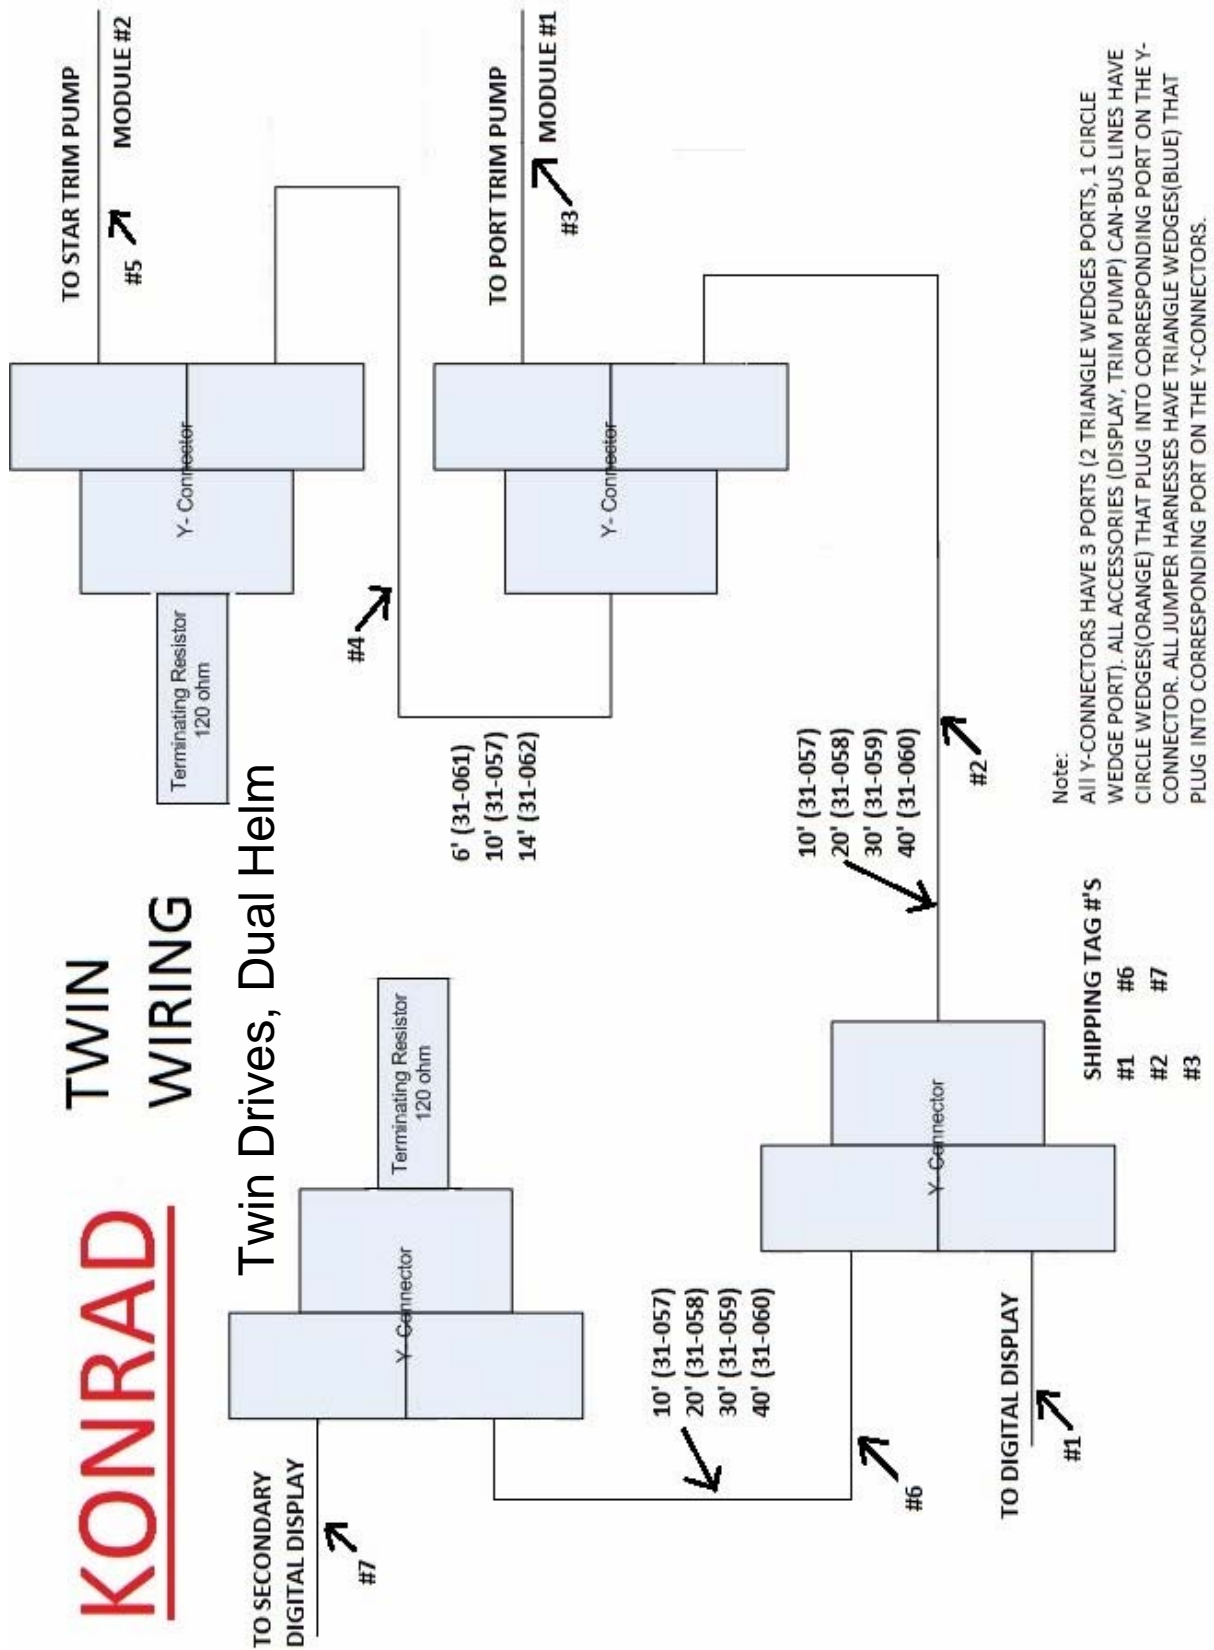 KONRAD
TWIN
WIRING
Twin Drives, Dual Helm
TO SECONDARY
DIGITAL DISPLAY
#7
Y- Connector
Terminating Resistor
120 ohm
Terminating Resistor
120 ohm
Y- Connector
TO STAR TRIM PUMP
#5
MODULE #2
#4
6' (31-061)
10' (31-057)
14' (31-062)
Y- Connector
TO PORT TRIM PUMP
#3
MODULE #1
10' (31-057)
20' (31-058)
30' (31-059)
40' (31-060)
#6
10' (31-057)
20' (31-058)
30' (31-059)
40' (31-060)
#2
Y- Connector
TO DIGITAL DISPLAY
#1
SHIPPING TAG #'S
#1 #6
#2 #7
#3
Note:
All Y-CONNECTORS HAVE 3 PORTS (2 TRIANGLE WEDGES PORTS, 1 CIRCLE
WEDGE PORT). ALL ACCESSORIES (DISPLAY, TRIM PUMP) CAN-BUS LINES HAVE
CIRCLE WEDGES(ORANGE) THAT PLUG INTO CORRESPONDING PORT ON THE Y-
CONNECTOR. ALL JUMPER HARNESSES HAVE TRIANGLE WEDGES(BLUE) THAT
PLUG INTO CORRESPONDING PORT ON THE Y-CONNECTORS.